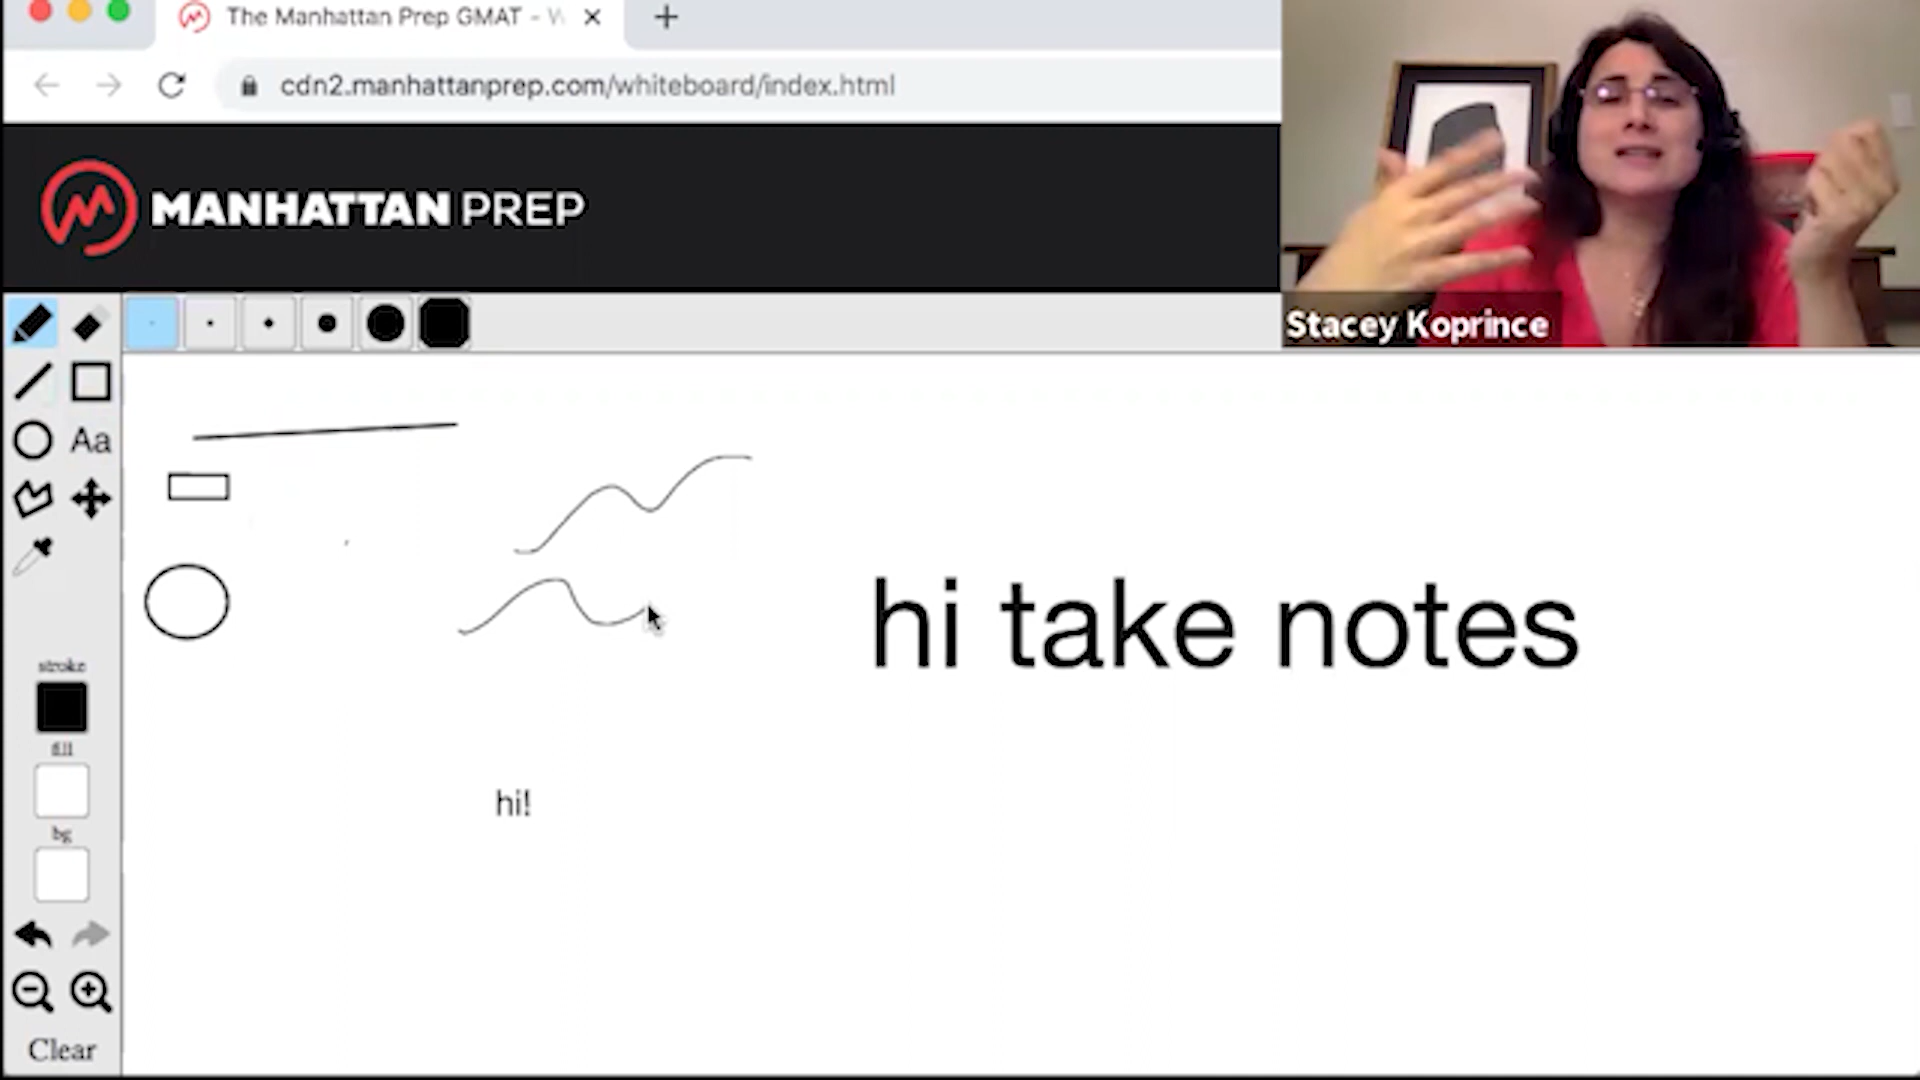 The Manhattan Prep GMAT - W
cdn2.manhattanprep.com/whiteboard/index.html
MANHATTAN PREP
Stacey Koprince
Aa
stroke
fill
bg
Clear
hi take notes
hi!